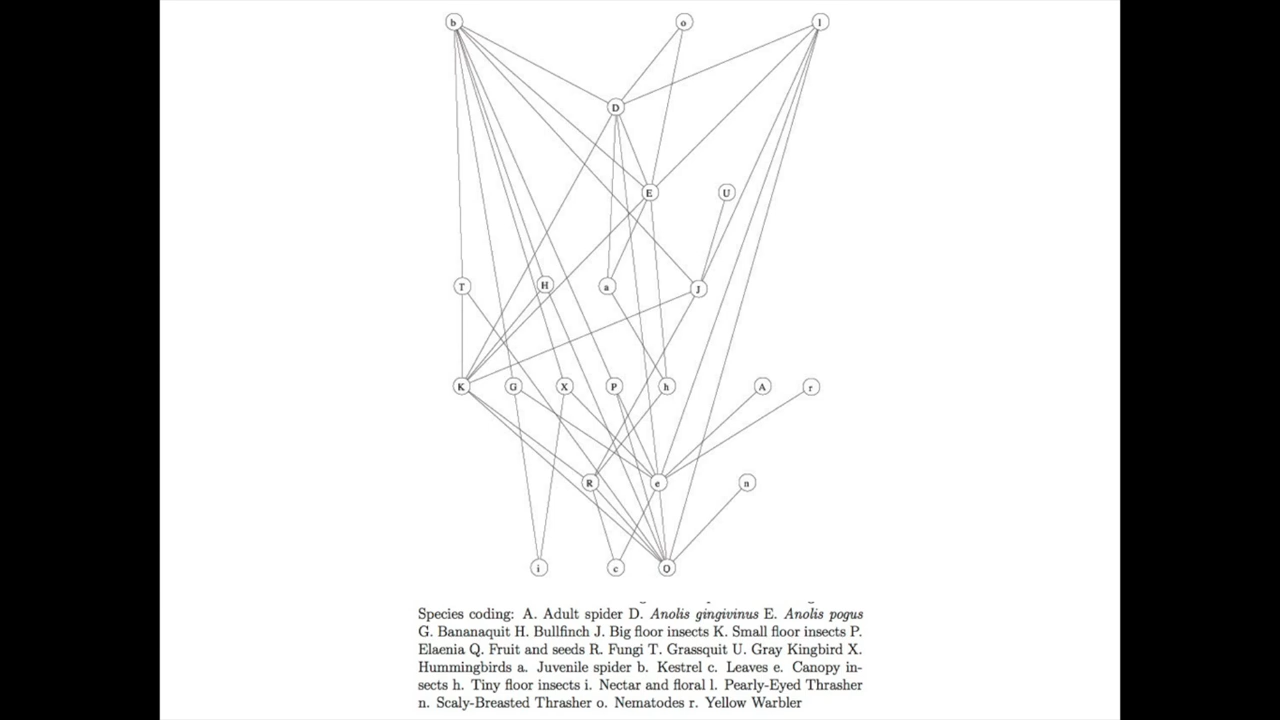 b o l
D
E U
T H a J
K G X P h A r
R e n
i c Q
Species coding: A. Adult spider D. Anolis gingivinus E. Anolis pogus
G. Bananaquit H. Bullfinch J. Big floor insects K. Small floor insects P.
Elaenia Q. Fruit and seeds R. Fungi T. Grassquit U. Gray Kingbird X.
Hummingbirds a. Juvenile spider b. Kestrel c. Leaves e. Canopy in-
sects h. Tiny floor insects i. Nectar and floral l. Pearly-Eyed Thrasher
n. Scaly-Breasted Thrasher o. Nematodes r. Yellow Warbler